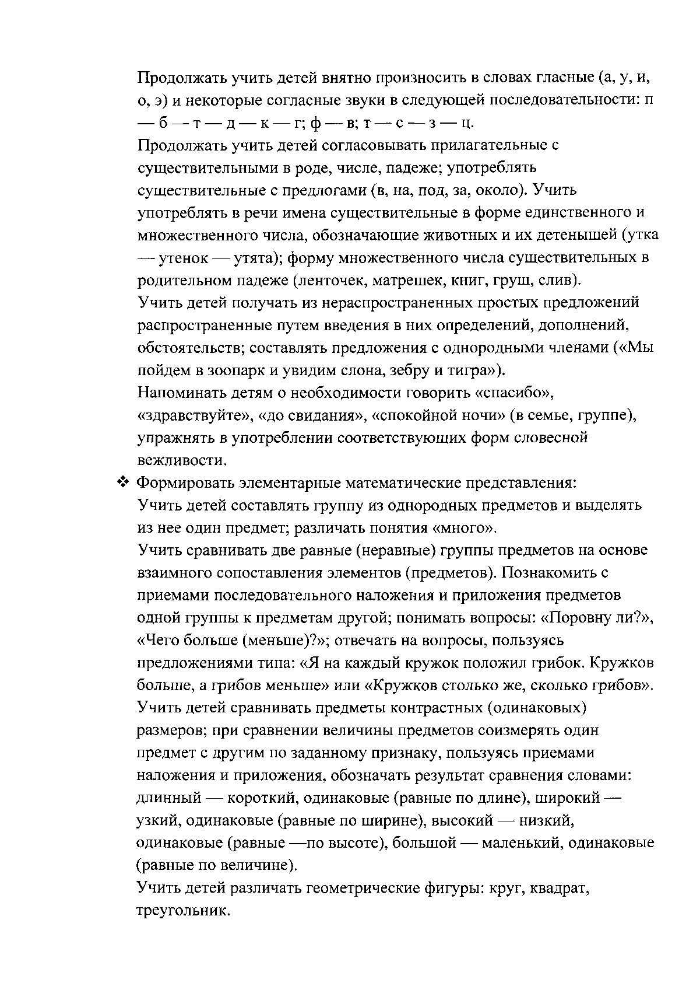 Продолжать учить детей внятно произносить в словах гласные (а, у, и,
о, э) и некоторые согласные звуки в следующей последовательности: п
— б — т — д — к — г; ф — в; т — с — з — ц.
Продолжать учить детей согласовывать прилагательные с
существительными в роде, числе, падеже; употреблять
существительные с предлогами (в, на, под, за, около). Учить
употреблять в речи имена существительные в форме единственного и
множественного числа, обозначающие животных и их детенышей (утка
— утенок — утята); форму множественного числа существительных в
родительном падеже (ленточек, матрешек, книг, груш, слив).
Учить детей получать из нераспространенных простых предложений
распространенные путем введения в них определений, дополнений,
обстоятельств; составлять предложения с однородными членами («Мы
пойдем в зоопарк и увидим слона, зебру и тигра»).
Напоминать детям о необходимости говорить «спасибо»,
«здравствуйте», «до свидания», «спокойной ночи» (в семье, группе),
упражнять в употреблении соответствующих форм словесной
вежливости.
❖ Формировать элементарные математические представления:
Учить детей составлять группу из однородных предметов и выделять
из нее один предмет; различать понятия «много».
Учить сравнивать две равные (неравные) группы предметов на основе
взаимного сопоставления элементов (предметов). Познакомить с
приемами последовательного наложения и приложения предметов
одной группы к предметам другой; понимать вопросы: «Поровну ли?»,
«Чего больше (меньше)?»; отвечать на вопросы, пользуясь
предложениями типа: «Я на каждый кружок положил грибок. Кружков
больше, а грибов меньше» или «Кружков столько же, сколько грибов».
Учить детей сравнивать предметы контрастных (одинаковых)
размеров; при сравнении величины предметов соизмерять один
предмет с другим по заданному признаку, пользуясь приемами
наложения и приложения, обозначать результат сравнения словами:
длинный — короткий, одинаковые (равные по длине), широкий —
узкий, одинаковые (равные по ширине), высокий — низкий,
одинаковые (равные —по высоте), большой — маленький, одинаковые
(равные по величине).
Учить детей различать геометрические фигуры: круг, квадрат,
треугольник.